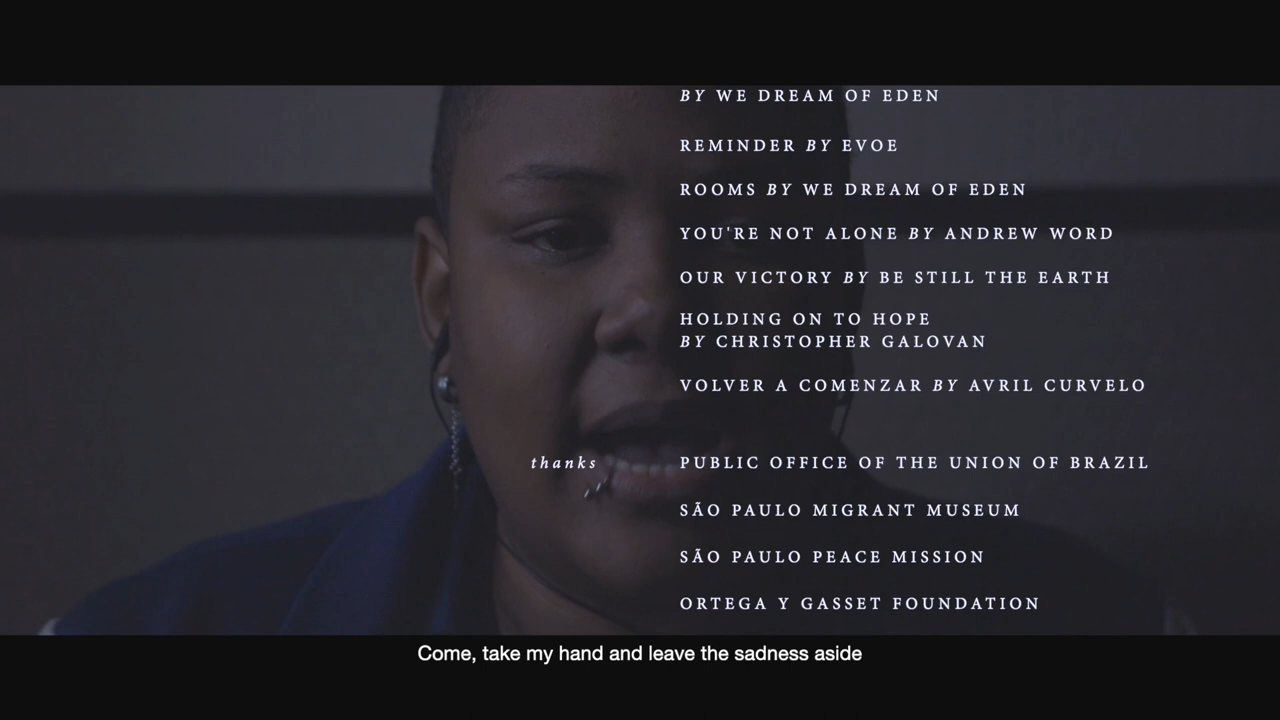 BY WE DREAM OF EDEN
REMINDER BY EVOE
ROOMS BY WE DREAM OF EDEN
YOU'RE NOT ALONE BY ANDREW WORD
OUR VICTORY BY BE STILL THE EARTH
HOLDING ON TO HOPE
BY CHRISTOPHER GALOVAN
VOLVER A COMENZAR BY AVRIL CURVELO
thanks PUBLIC OFFICE OF THE UNION OF BRAZIL
SÃO PAULO MIGRANT MUSEUM
SÃO PAULO PEACE MISSION
ORTEGA Y GASSET FOUNDATION
Come, take my hand and leave the sadness aside